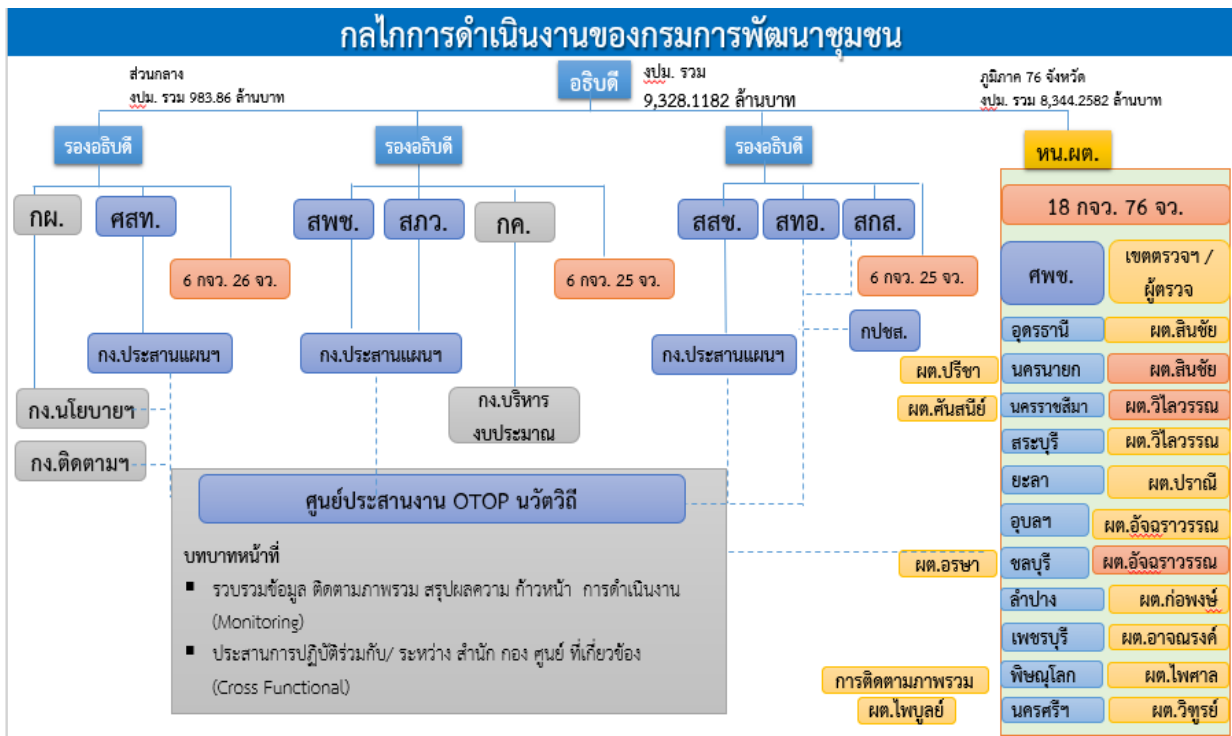 กลไกการดำเนินงานของกรมการพัฒนาชุมชน
ส่วนกลาง
งปม. รวม 983.86 ล้านบาท
อธิบดี
งปม. รวม
9,328.1182 ล้านบาท
ภูมิภาค 76 จังหวัด
งปม. รวม 8,344.2582 ล้านบาท
รองอธิบดี
รองอธิบดี
รองอธิบดี
หน.ผต.
กผ.
ศสท.
6 กจว. 26 จว.
สพช.
สภว.
กค.
6 กจว. 25 จว.
สสช.
สทอ.
สกส.
6 กจว. 25 จว.
กง.ประสานแผนฯ
กง.ประสานแผนฯ
กง.ประสานแผนฯ
กปชส.
กง.นโยบายฯ
กง.ติดตามฯ
กง.บริหาร
งบประมาณ
ศูนย์ประสานงาน OTOP นวัตวิถี
บทบาทหน้าที่
▪ รวบรวมข้อมูล ติดตามภาพรวม สรุปผลความ ก้าวหน้า การดำเนินงาน
(Monitoring)
▪ ประสานการปฏิบัติร่วมกับ/ ระหว่าง สำนัก กอง ศูนย์ ที่เกี่ยวข้อง
(Cross Functional)
18 กจว. 76 จว.
ศพช.
เขตตรวจฯ /
ผู้ตรวจ
อุดรธานี ผต.สินชัย
ผต.ปรีชา นครนายก ผต.สินชัย
ผต.ศันสนีย์ นครราชสีมา ผต.วิไลวรรณ
สระบุรี ผต.วิไลวรรณ
ยะลา ผต.ปราณี
อุบลฯ ผต.อัจฉราวรรณ
ผต.อรษา ชลบุรี ผต.อัจฉราวรรณ
ลำปาง ผต.ก่อพงษ์
เพชรบุรี ผต.อาจณรงค์
การติดตามภาพรวม พิษณุโลก ผต.ไพศาล
ผต.ไพบูลย์ นครศรีฯ ผต.วิฑูรย์